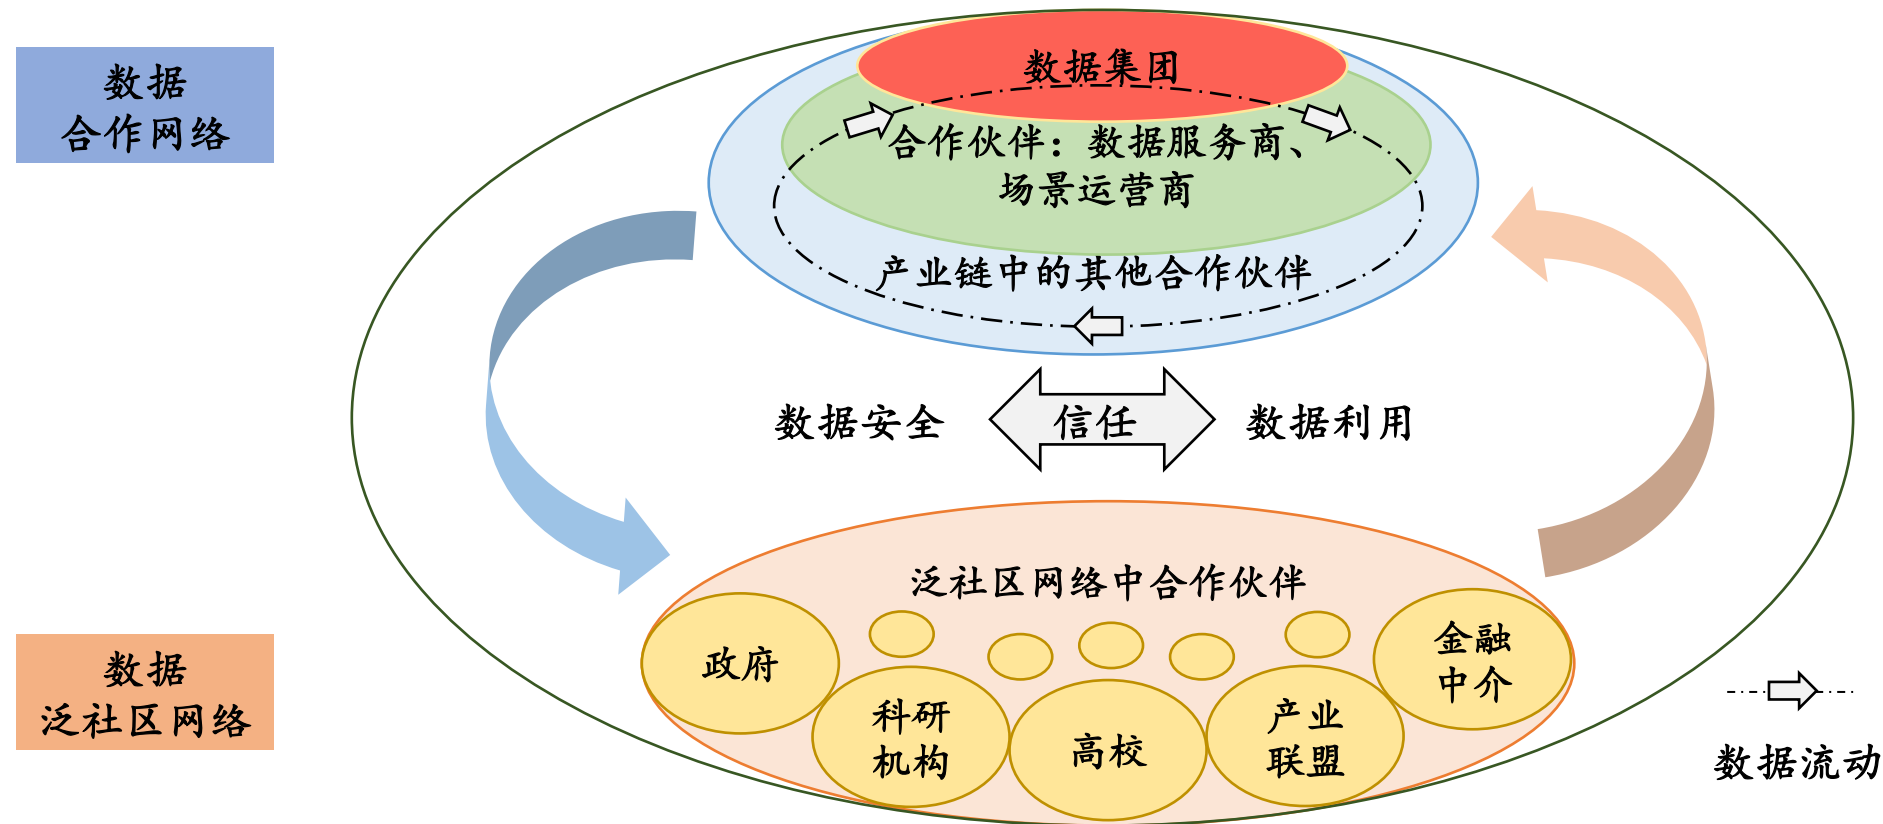 数据
合作网络
数据集团
合作伙伴：数据服务商、
场景运营商
产业链中的其他合作伙伴
数据安全
信任
数据利用
数据
泛社区网络
泛社区网络中合作伙伴
政府
科研
机构
高校
产业
联盟
金融
中介
数据流动